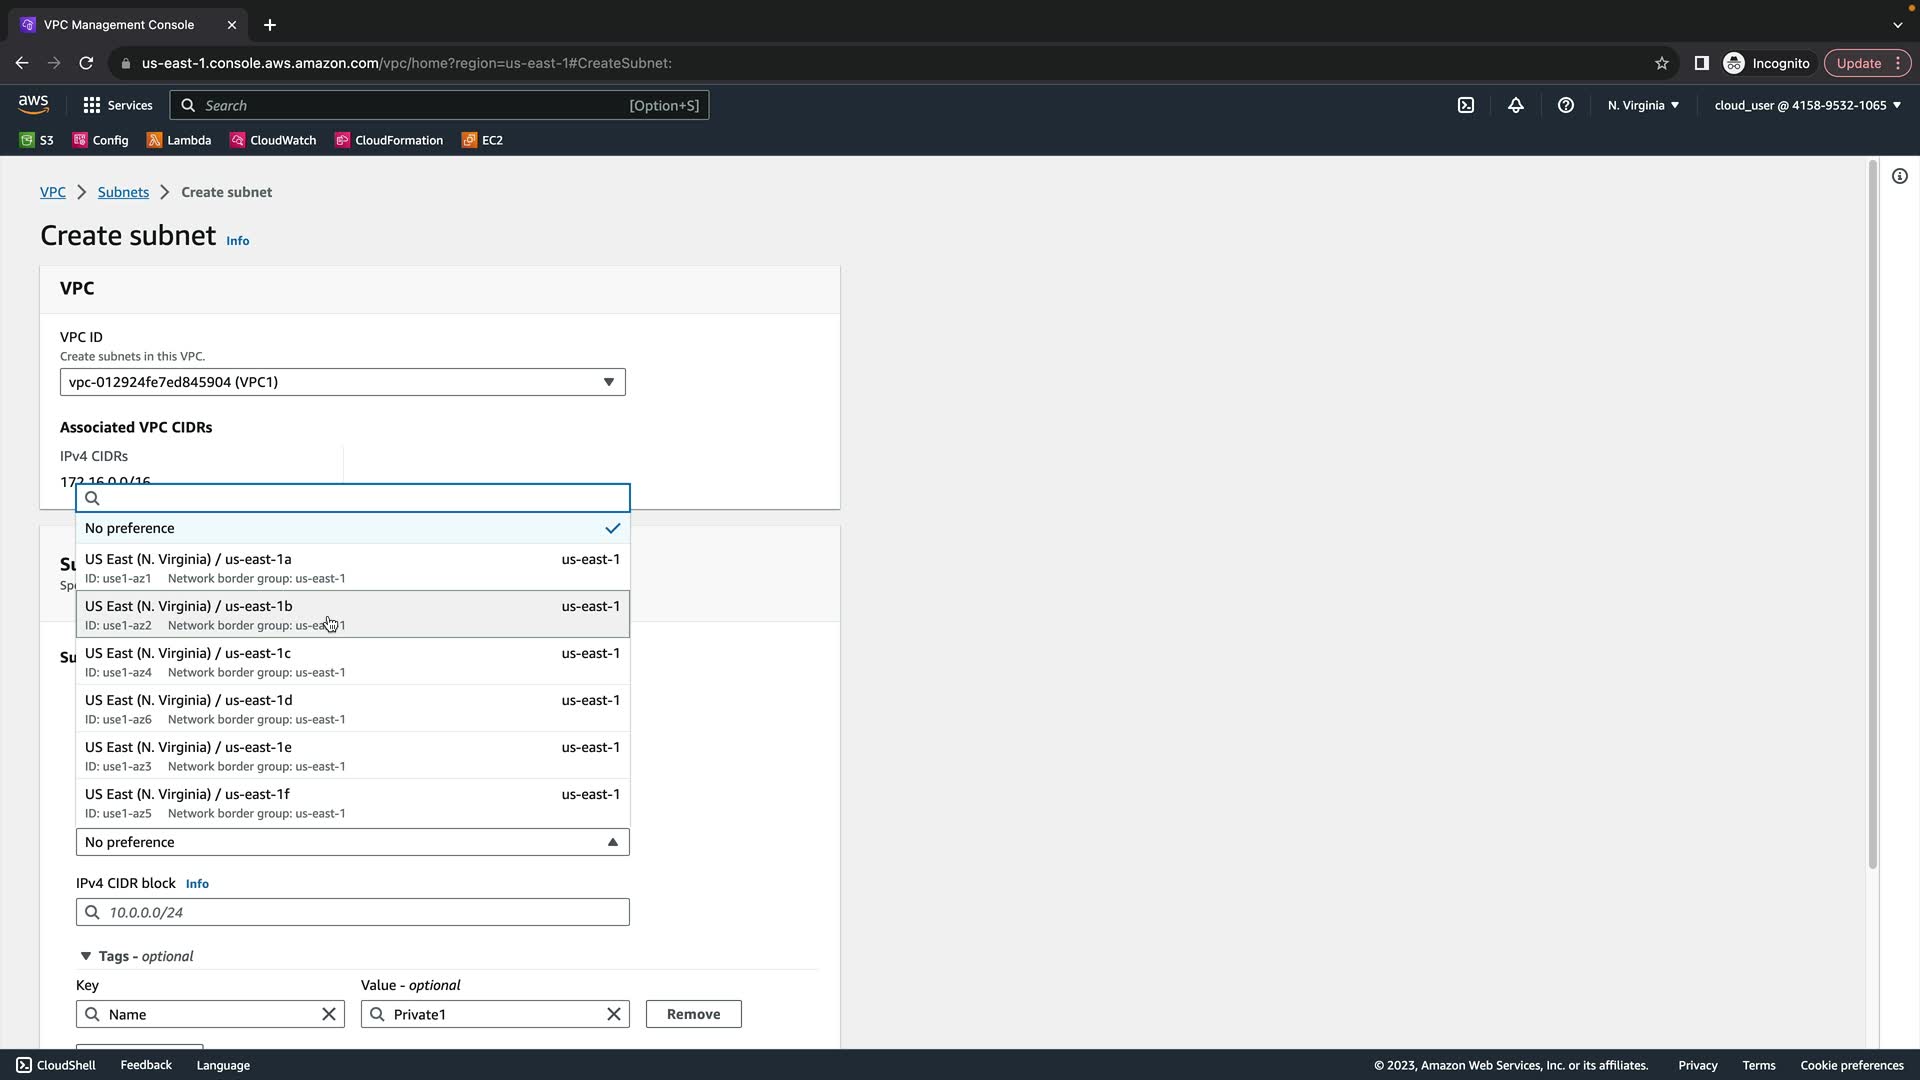 VPC Management Console
us-east-1.console.aws.amazon.com/vpc/home?region=us-east-1#CreateSubnet:
Incognito
Update
aws
Services
Search
[Option+S]
N. Virginia
cloud_user @ 4158-9532-1065
S3
Config
Lambda
CloudWatch
CloudFormation
EC2
VPC
Subnets
Create subnet
Create subnet Info
VPC
VPC ID
Create subnets in this VPC.
vpc-012924fe7ed845904 (VPC1)
Associated VPC CIDRs
IPv4 CIDRs
172.16.0.0/16
No preference
US East (N. Virginia) / us-east-1a us-east-1
ID: use1-az1 Network border group: us-east-1
US East (N. Virginia) / us-east-1b us-east-1
ID: use1-az2 Network border group: us-east-1
US East (N. Virginia) / us-east-1c us-east-1
ID: use1-az4 Network border group: us-east-1
US East (N. Virginia) / us-east-1d us-east-1
ID: use1-az6 Network border group: us-east-1
US East (N. Virginia) / us-east-1e us-east-1
ID: use1-az3 Network border group: us-east-1
US East (N. Virginia) / us-east-1f us-east-1
ID: use1-az5 Network border group: us-east-1
No preference
IPv4 CIDR block Info
10.0.0.0/24
Tags - optional
Key
Value - optional
Name
Private1
Remove
CloudShell
Feedback
Language
© 2023, Amazon Web Services, Inc. or its affiliates.
Privacy
Terms
Cookie preferences